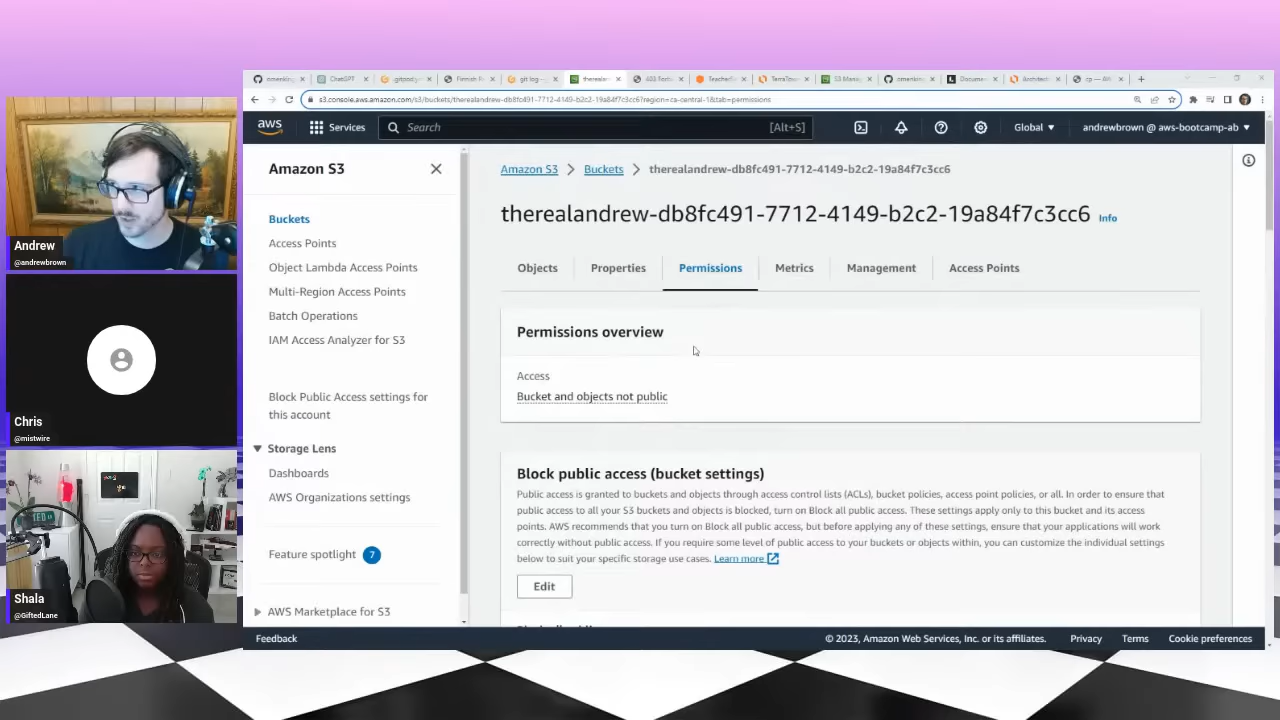 Andrew
@andrewbrown
Chris
@mistwire
Shala
@GiftedLane
ChatGPT
s3.console.aws.amazon.com/s3/buckets/therealandrew-db8fc491-7712-4149-b2c2-19a84f7c3cc6?region=ca-central-1&tab=permissions
aws
Services
Search
[Alt+S]
Global
andrewbrown @ aws-bootcamp-ab
Amazon S3
Buckets
Access Points
Object Lambda Access Points
Multi-Region Access Points
Batch Operations
IAM Access Analyzer for S3
Block Public Access settings for
this account
Storage Lens
Dashboards
AWS Organizations settings
Feature spotlight 7
AWS Marketplace for S3
Amazon S3 > Buckets > therealandrew-db8fc491-7712-4149-b2c2-19a84f7c3cc6
therealandrew-db8fc491-7712-4149-b2c2-19a84f7c3cc6 Info
Objects Properties Permissions Metrics Management Access Points
Permissions overview
Access
Bucket and objects not public
Block public access (bucket settings)
Public access is granted to buckets and objects through access control lists (ACLs), bucket policies, access point policies, or all. In order to ensure that
public access to all your S3 buckets and objects is blocked, turn on Block all public access. These settings apply only to this bucket and its access
points. AWS recommends that you turn on Block all public access, but before applying any of these settings, ensure that your applications will work
correctly without public access. If you require some level of public access to your buckets or objects within, you can customize the individual settings
below to suit your specific storage use cases. Learn more
Edit
Feedback
© 2023, Amazon Web Services, Inc. or its affiliates. Privacy Terms Cookie preferences